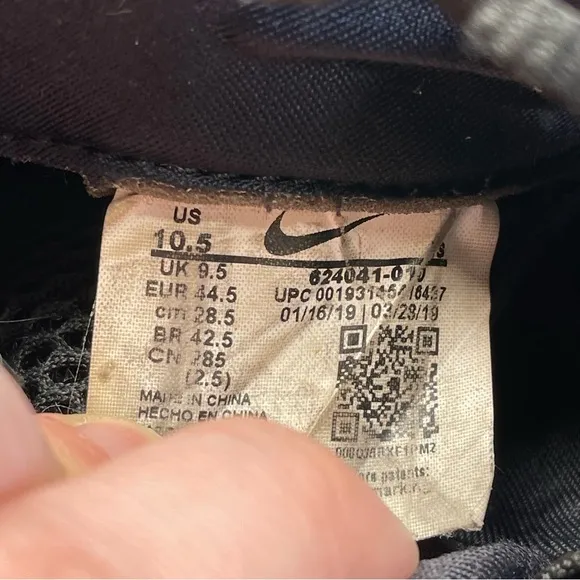 US
10.5
UK 9.5
EUR 44.5
cm 28.5
BR 42.5
CN 285
(2.5)
MADE IN CHINA
HECHO EN CHINA
624041-010
UPC
01/16/19 | 03/23/19
patents: